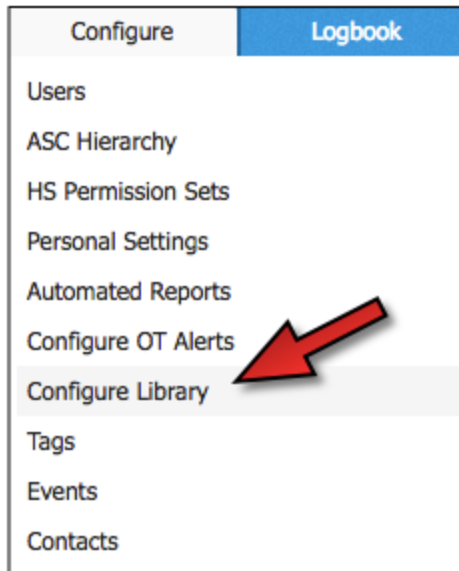 Configure
Logbook
Users
ASC Hierarchy
HS Permission Sets
Personal Settings
Automated Reports
Configure OT Alerts
Configure Library
Tags
Events
Contacts